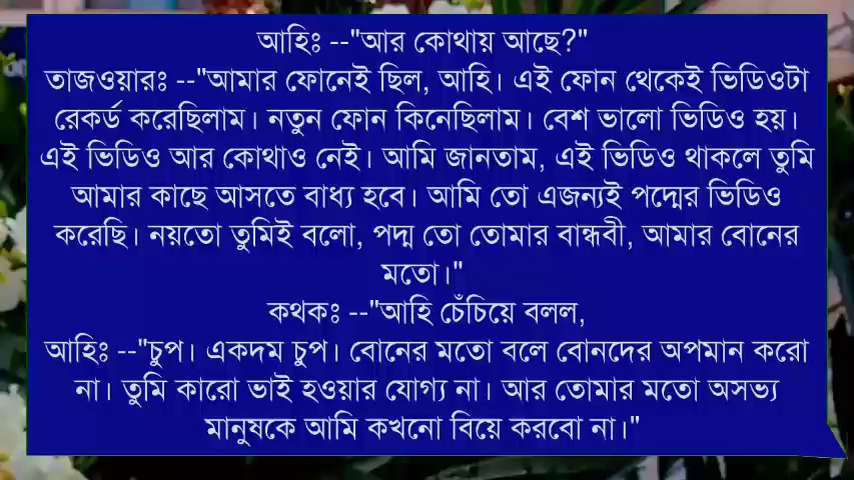 আহিঃ --"আর কোথায় আছে?"
তাজওয়ারঃ --"আমার ফোনেই ছিল, আহি। এই ফোন থেকেই ভিডিওটা
রেকর্ড করেছিলাম। নতুন ফোন কিনেছিলাম। বেশ ভালো ভিডিও হয়।
এই ভিডিও আর কোথাও নেই। আমি জানতাম, এই ভিডিও থাকলে তুমি
আমার কাছে আসতে বাধ্য হবে। আমি তো এজন্যই পদ্মের ভিডিও
করেছি। নয়তো তুমিই বলো, পদ্ম তো তোমার বান্ধবী, আমার বোনের
মতো।"
কথকঃ --"আহি চেঁচিয়ে বলল,
আহিঃ --"চুপ। একদম চুপ। বোনের মতো বলে বোনদের অপমান করো
না। তুমি কারো ভাই হওয়ার যোগ্য না। আর তোমার মতো অসভ্য
মানুষকে আমি কখনো বিয়ে করবো না।"